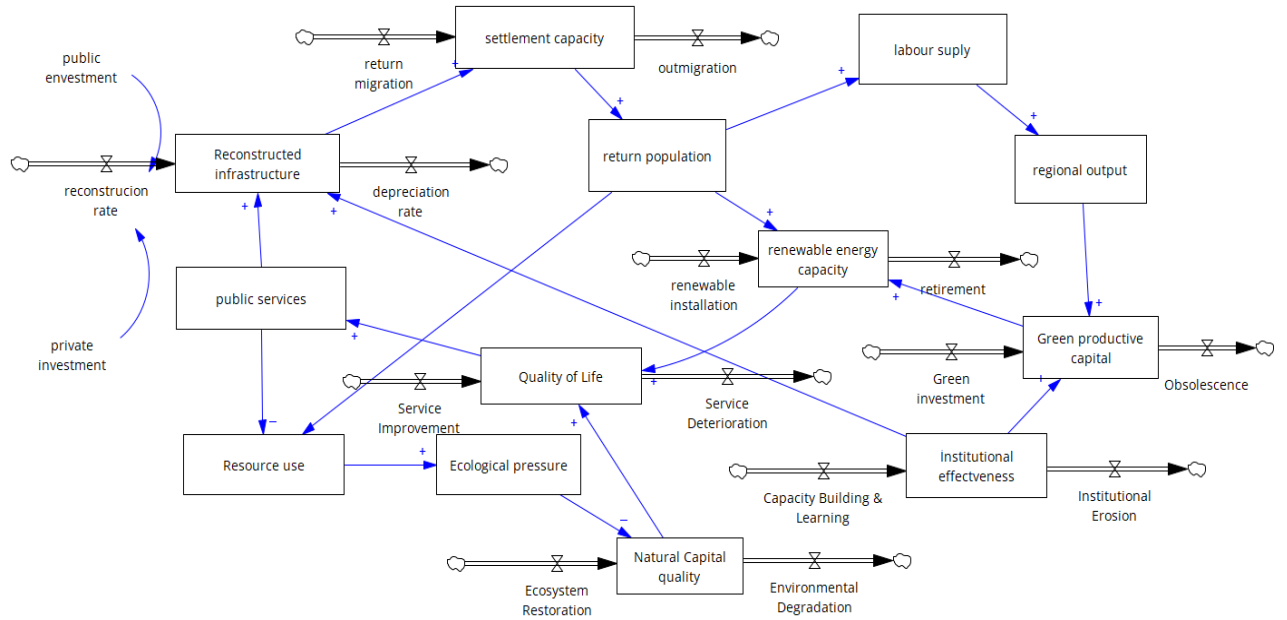 settlement capacity
labour suply
public
envestment
return
migration
outmigration
+
+
+
+
Reconstructed
infrastructure
return population
regional output
reconstrucion
rate
depreciation
rate
+
+
+
renewable energy
capacity
public services
renewable
installation
retirement
+
+
Green productive
capital
private
investment
+
Quality of Life
+
+
Green
investment
Obsolescence
Service
Improvement
Service
Deterioration
−
+
Resource use
+
Ecological pressure
Institutional
effectveness
Capacity Building &
Learning
Institutional
Erosion
−
Natural Capital
quality
Ecosystem
Restoration
Environmental
Degradation